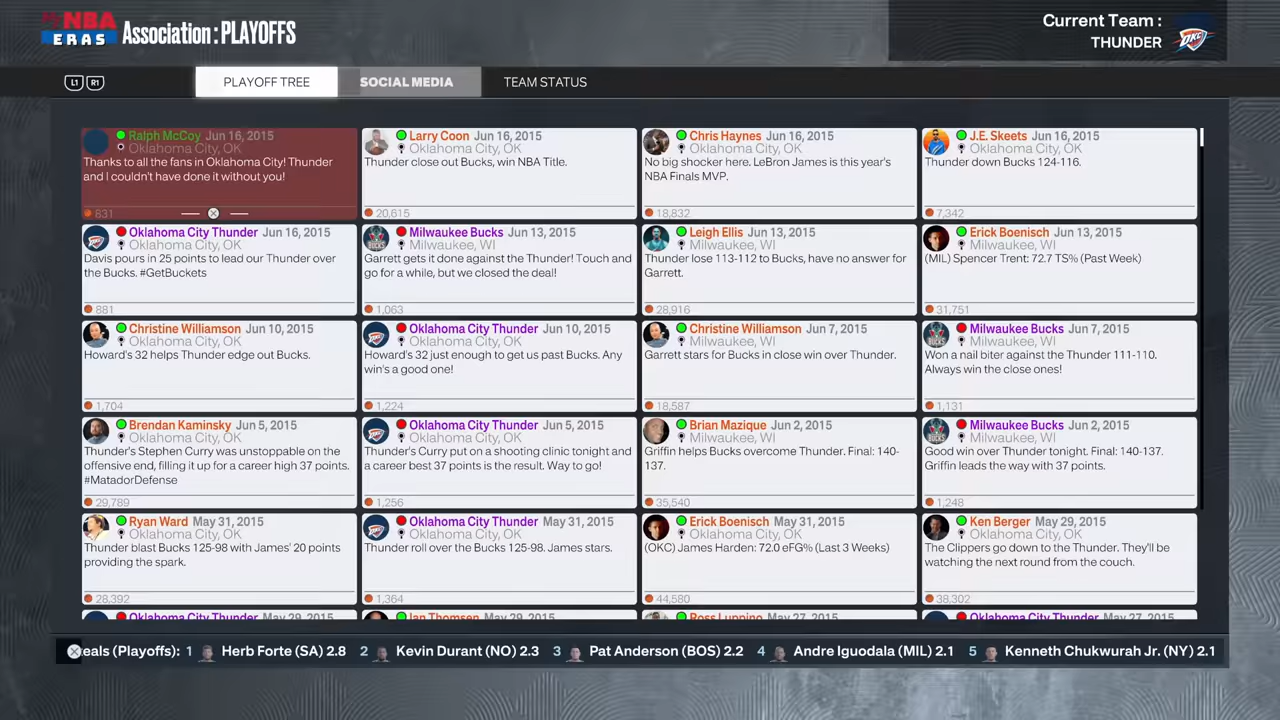 NBA
ERAS
Association: PLAYOFFS
Current Team :
THUNDER
OKC
L1 R1
PLAYOFF TREE
SOCIAL MEDIA
TEAM STATUS
Ralph McCoy Jun 16, 2015
Oklahoma City, OK
Thanks to all the fans in Oklahoma City! Thunder
and I couldn't have done it without you!
831
Larry Coon Jun 16, 2015
Oklahoma City, OK
Thunder close out Bucks, win NBA Title.
20,615
Chris Haynes Jun 16, 2015
Oklahoma City, OK
No big shocker here. LeBron James is this year's
NBA Finals MVP.
18,832
J.E. Skeets Jun 16, 2015
Oklahoma City, OK
Thunder down Bucks 124-116.
7,342
Oklahoma City Thunder Jun 16, 2015
Oklahoma City, OK
Davis pours in 25 points to lead our Thunder over
the Bucks. #GetBuckets
881
Milwaukee Bucks Jun 13, 2015
Milwaukee, WI
Garrett gets it done against the Thunder! Touch and
go for a while, but we closed the deal!
1,063
Leigh Ellis Jun 13, 2015
Milwaukee, WI
Thunder lose 113-112 to Bucks, have no answer for
Garrett.
28,916
Erick Boenisch Jun 13, 2015
Milwaukee, WI
(MIL) Spencer Trent: 72.7 TS% (Past Week)
31,751
Christine Williamson Jun 10, 2015
Oklahoma City, OK
Howard's 32 helps Thunder edge out Bucks.
1,704
Oklahoma City Thunder Jun 10, 2015
Oklahoma City, OK
Howard's 32 just enough to get us past Bucks. Any
win's a good one!
1,224
Christine Williamson Jun 7, 2015
Milwaukee, WI
Garrett stars for Bucks in close win over Thunder.
18,587
Milwaukee Bucks Jun 7, 2015
Milwaukee, WI
Won a nail biter against the Thunder 111-110.
Always win the close ones!
1,131
Brendan Kaminsky Jun 5, 2015
Oklahoma City, OK
Thunder's Stephen Curry was unstoppable on the
offensive end, filling it up for a career high 37 points.
#MatadorDefense
29,789
Oklahoma City Thunder Jun 5, 2015
Oklahoma City, OK
Thunder's Curry put on a shooting clinic tonight and
a career best 37 points is the result. Way to go!
1,256
Brian Mazique Jun 2, 2015
Milwaukee, WI
Griffin helps Bucks overcome Thunder. Final: 140-
137.
35,540
Milwaukee Bucks Jun 2, 2015
Milwaukee, WI
Good win over Thunder tonight. Final: 140-137.
Griffin leads the way with 37 points.
1,248
Ryan Ward May 31, 2015
Oklahoma City, OK
Thunder blast Bucks 125-98 with James' 20 points
providing the spark.
28,392
Oklahoma City Thunder May 31, 2015
Oklahoma City, OK
Thunder roll over the Bucks 125-98. James stars.
1,364
Erick Boenisch May 31, 2015
Oklahoma City, OK
(OKC) James Harden: 72.0 eFG% (Last 3 Weeks)
44,580
Ken Berger May 29, 2015
Oklahoma City, OK
The Clippers go down to the Thunder. They'll be
watching the next round from the couch.
38,302
Oklahoma City Thunder May 29, 2015
Ian Thomsen May 29, 2015
Ross Luppino May 27, 2015
Oklahoma City Thunder May 27, 2015
eals (Playoffs): 1 Herb Forte (SA) 2.8 2 Kevin Durant (NO) 2.3 3 Pat Anderson (BOS) 2.2 4 Andre Iguodala (MIL) 2.1 5 Kenneth Chukwurah Jr. (NY) 2.1